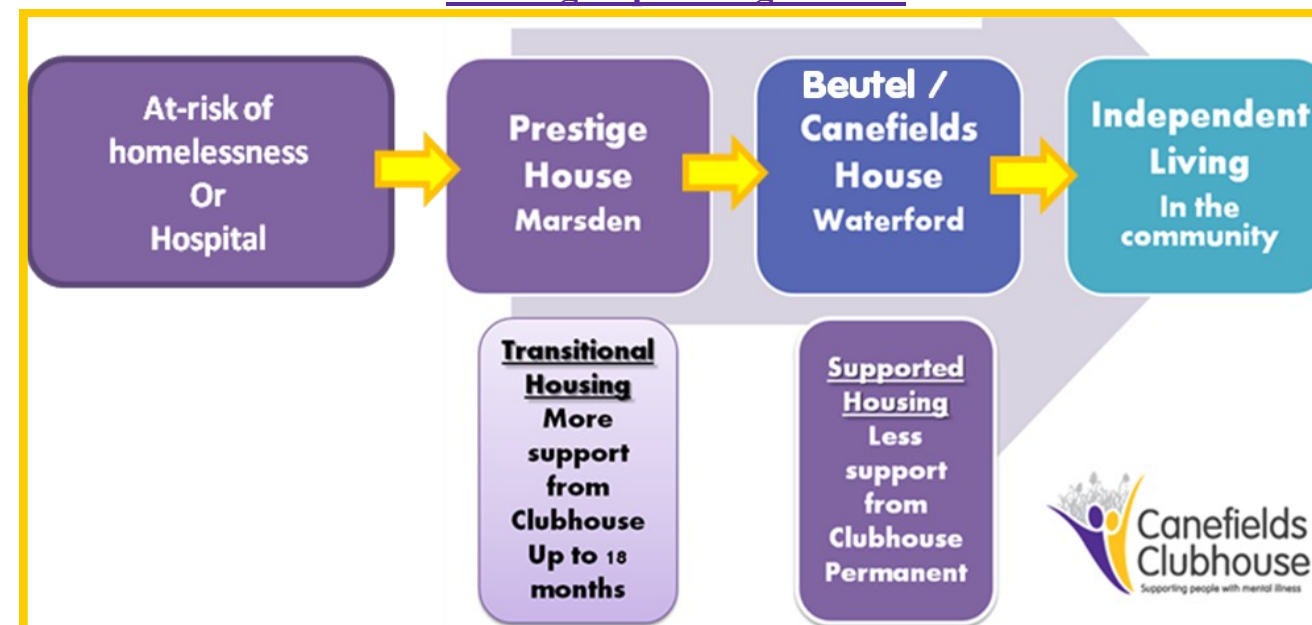 At-risk of
homelessness
Or
Hospital
Prestige
House
Marsden
Beutel /
Canefields
House
Waterford
Independent
Living
In the
community
Transitional
Housing
More
support
from
Clubhouse
Up to 18
months
Supported
Housing
Less
support
from
Clubhouse
Permanent
Canefields
Clubhouse
Supporting people with mental illness